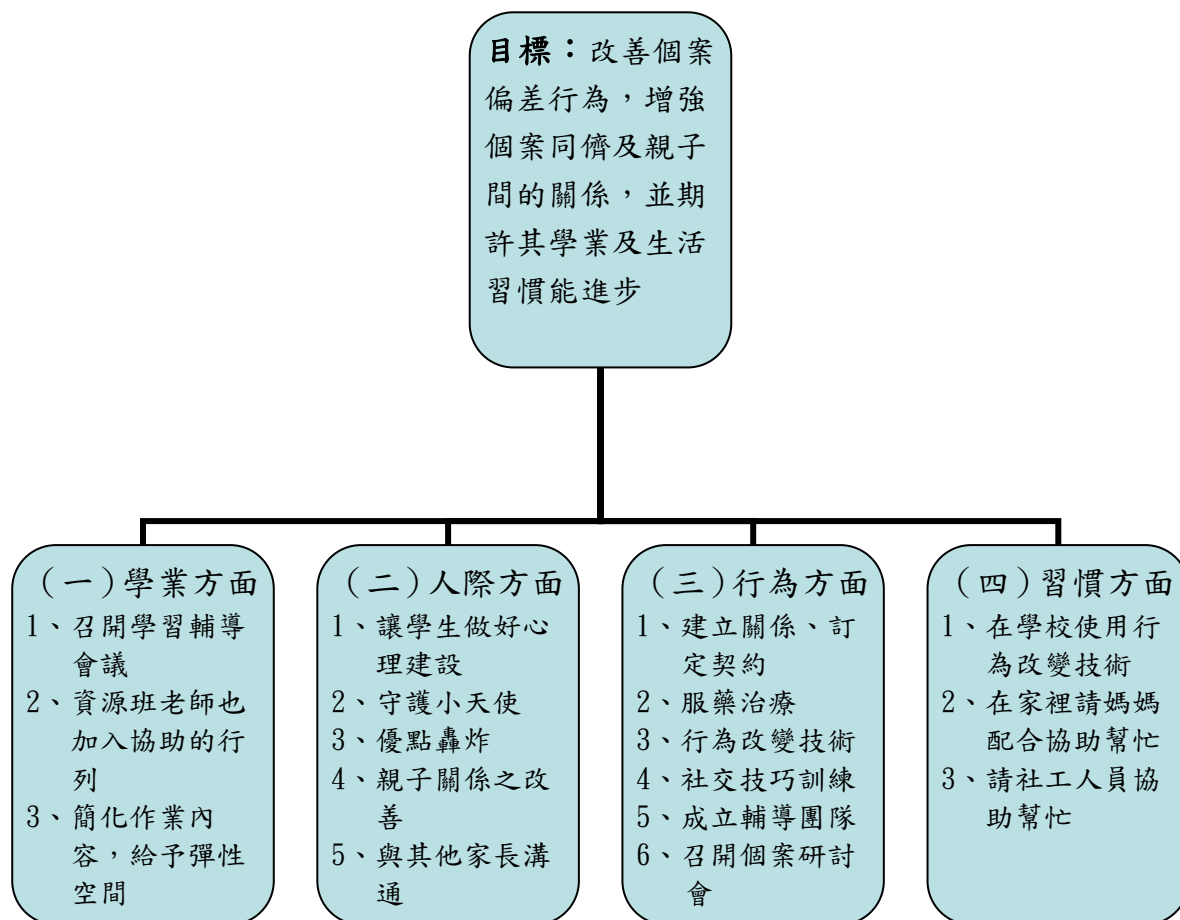 目標：改善個案
偏差行為，增強
個案同儕及親子
間的關係，並期
許其學業及生活
習慣能進步
（一）學業方面
1、召開學習輔導
會議
2、資源班老師也
加入協助的行
列
3、簡化作業內
容，給予彈性
空間
（二）人際方面
1、讓學生做好心
理建設
2、守護小天使
3、優點轟炸
4、親子關係之改
善
5、與其他家長溝
通
（三）行為方面
1、建立關係、訂
定契約
2、服藥治療
3、行為改變技術
4、社交技巧訓練
5、成立輔導團隊
6、召開個案研討
會
（四）習慣方面
1、在學校使用行
為改變技術
2、在家裡請媽媽
配合協助幫忙
3、請社工人員協
助幫忙